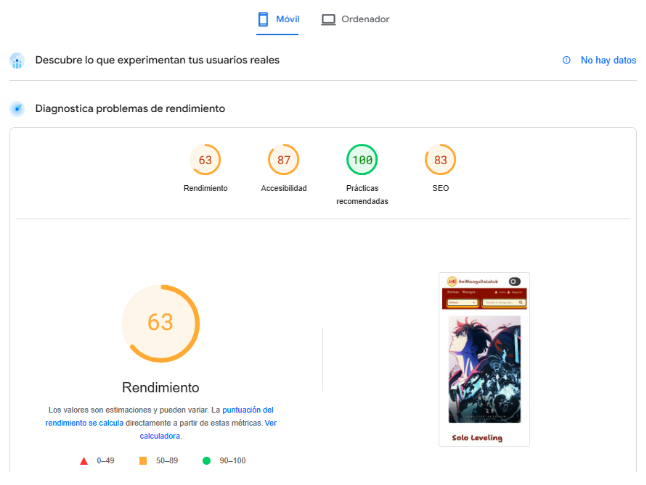 Móvil
Ordenador
Descubre lo que experimentan tus usuarios reales
No hay datos
Diagnostica problemas de rendimiento
63
87
100
83
Rendimiento
Accesibilidad
Prácticas
recomendadas
SEO
63
Rendimiento
Los valores son estimaciones y pueden variar. La puntuación del
rendimiento se calcula directamente a partir de estas métricas. Ver
calculadora.
0–49
50–89
90–100
Solo Leveling